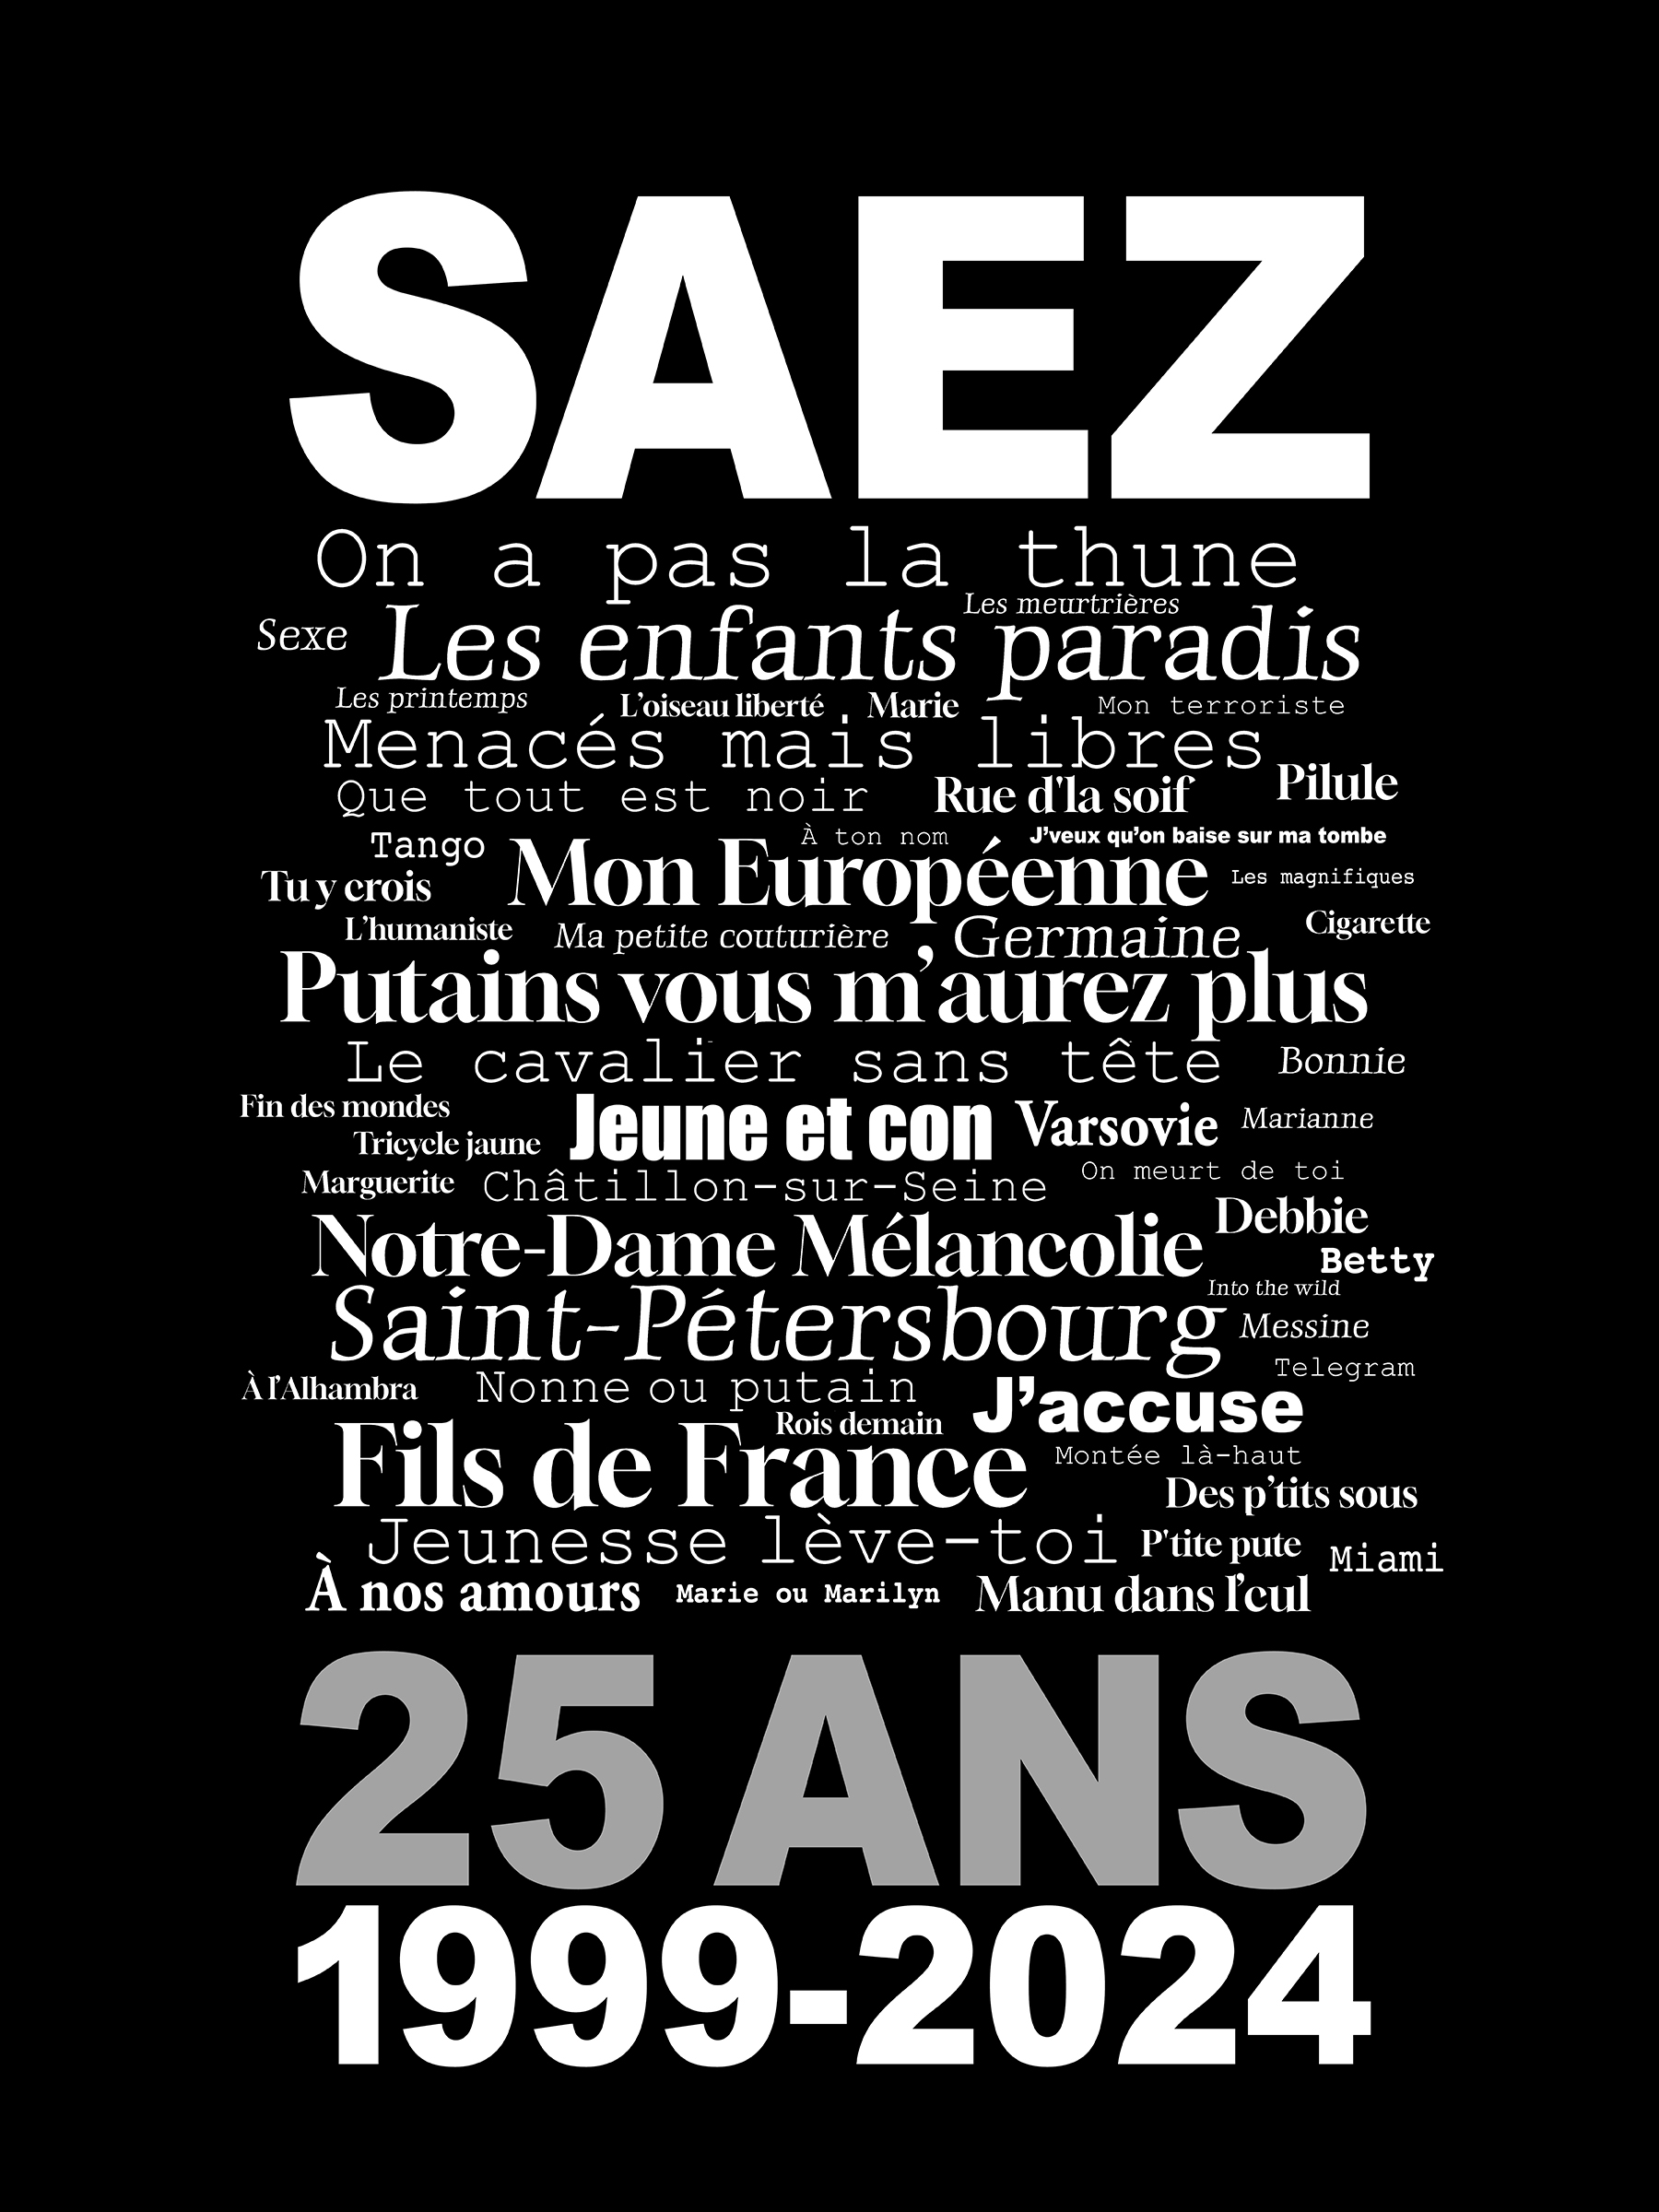 SAEZ
On a pas la thune
Les meurtrières
Sexe
Les enfants paradis
Les printemps
L'oiseau liberté
Marie
Mon terroriste
Menacés mais libres
Que tout est noir
Rue d'la soif
Pilule
Tango
À ton nom
J'veux qu'on baise sur ma tombe
Tu y crois
Mon Européenne
Les magnifiques
L'humaniste
Ma petite couturière
Germaine
Cigarette
Putains vous m'aurez plus
Le cavalier sans tête
Bonnie
Fin des mondes
Tricycle jaune
Jeune et con
Varsovie
Marianne
Marguerite
Châtillon-sur-Seine
On meurt de toi
Notre-Dame Mélancolie
Debbie
Betty
Into the wild
Saint-Pétersbourg
Messine
Telegram
À l'Alhambra
Nonne ou putain
J'accuse
Rois demain
Fils de France
Montée là-haut
Des p'tits sous
Jeunesse lève-toi
P'tite pute
Miami
À nos amours
Marie ou Marilyn
Manu dans l'cul
25 ANS
1999-2024